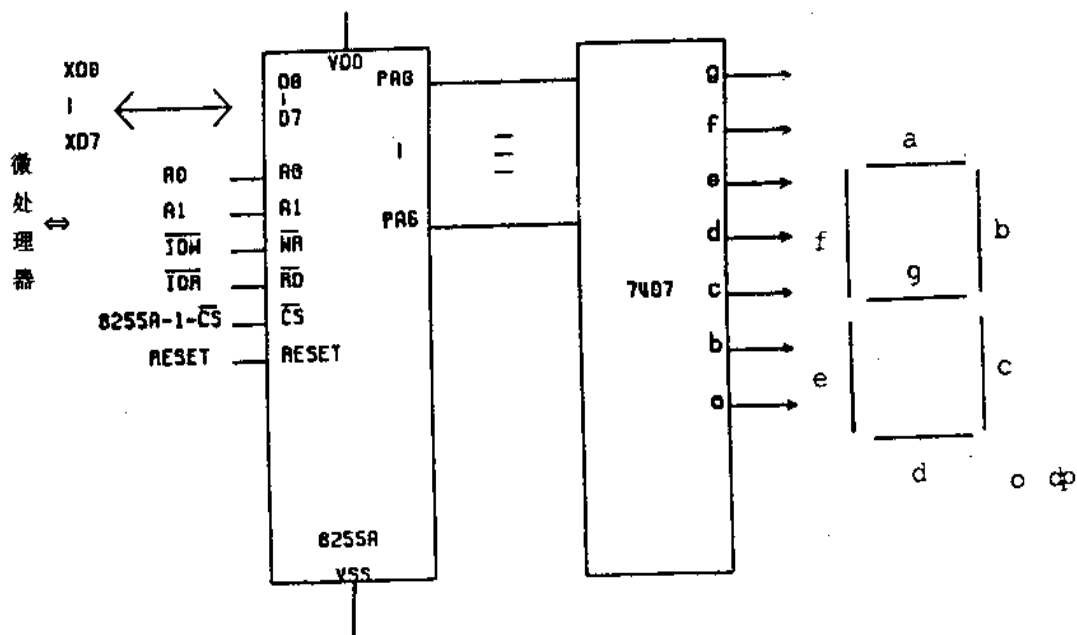 XD0
|
XD7
微处理器
⇔
A0
A1
IOW
IOR
8255A-1-CS
RESET
VDD
D0
|
D7
A0
A1
WR
RD
CS
RESET
PA0
|
PA6
8255A
VSS
7407
g
f
e
d
c
b
a
a
b
f
g
e
c
d
o dp